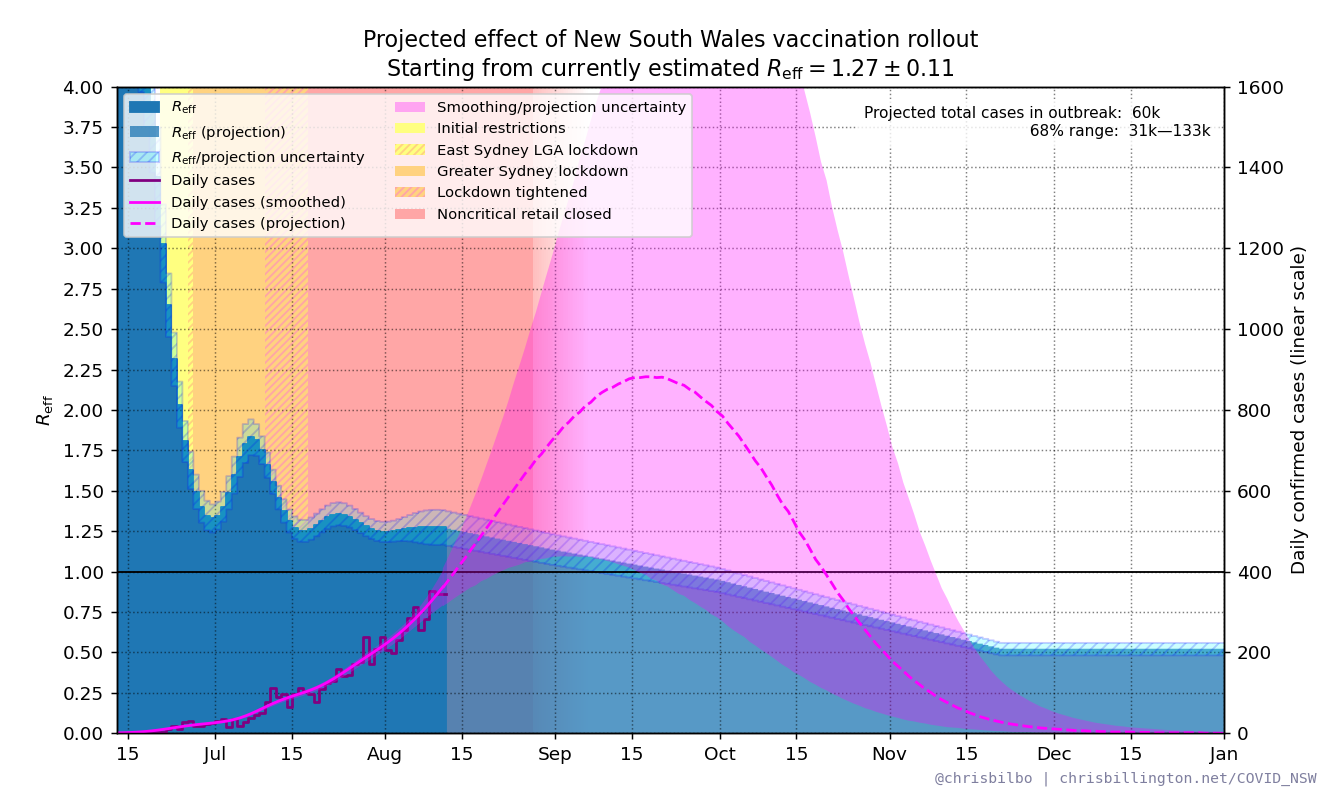 Projected effect of New South Wales vaccination rollout
Starting from currently estimated R_eff = 1.27 ± 0.11
R_eff
R_eff (projection)
R_eff/projection uncertainty
Daily cases
Daily cases (smoothed)
Daily cases (projection)
Smoothing/projection uncertainty
Initial restrictions
East Sydney LGA lockdown
Greater Sydney lockdown
Lockdown tightened
Noncritical retail closed
Projected total cases in outbreak: 60k
68% range: 31k—133k
4.00
3.75
3.50
3.25
3.00
2.75
2.50
2.25
2.00
1.75
1.50
1.25
1.00
0.75
0.50
0.25
0.00
R_eff
1600
1400
1200
1000
800
600
400
200
0
Daily confirmed cases (linear scale)
15 Jul 15 Aug 15 Sep 15 Oct 15 Nov 15 Dec 15 Jan
@chrisbilbo | chrisbillington.net/COVID_NSW